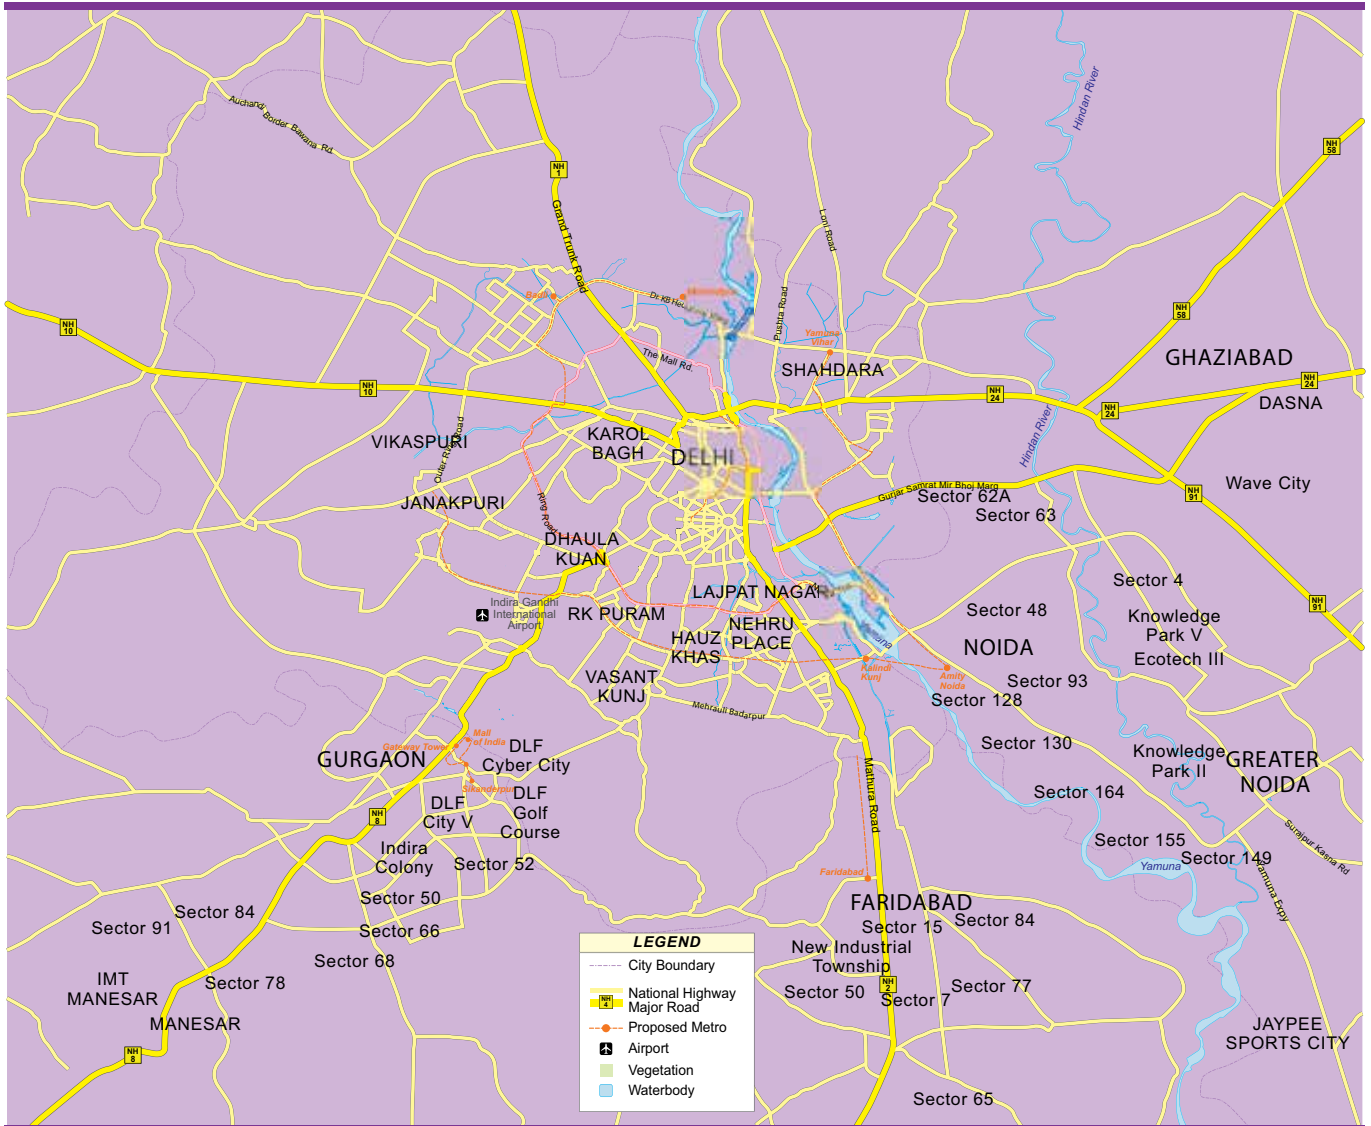 Hindan River
Auchandi
Border Bawana Rd.
NH
58
NH
1
Grand Trunk Road
Loni Road
Pushta Road
Badli
NH
10
NH
58
Yamuna
Vihar
The Mall Rd.
GHAZIABAD
SHAHDARA
NH
10
NH
24
NH
24
NH
24
DASNA
Hindan River
VIKASPURI
Outer Ring Road
KAROL
BAGH
DELHI
Wave City
NH
91
Gurjar Samrat Mir Bhoj Marg
Sector 62A
Sector 63
JANAKPURI
Ring Road
DHAULA
KUAN
Sector 4
LAJPAT NAGAR
Indira Gandhi
International
Airport
RK PURAM
Sector 48
NH
91
Knowledge
Park V
NEHRU
PLACE
HAUZ
KHAS
Yamuna
NOIDA
Ecotech III
Kalindi
Kunj
Amity
Noida
VASANT
KUNJ
Sector 93
Sector 128
Mehrauli Badarpur
Mall
of India
Gateway Tower
DLF
Cyber City
GURGAON
Sector 130
Knowledge
Park II
GREATER
NOIDA
Sikanderpur
Mathura Road
Sector 164
DLF
City V
DLF
Golf
Course
NH
8
Surajpur Kasna Rd
Sector 155
Indira
Colony
Sector 52
Sector 149
Yamuna
Yamuna Expy
Faridabad
Sector 50
FARIDABAD
Sector 84
Sector 91
Sector 66
Sector 15
Sector 84
New Industrial
Township
Sector 68
IMT
MANESAR
Sector 78
Sector 50
NH
2
Sector 7
Sector 77
MANESAR
NH
8
JAYPEE
SPORTS CITY
Sector 65
LEGEND
City Boundary
NH
4
National Highway
Major Road
Proposed Metro
Airport
Vegetation
Waterbody